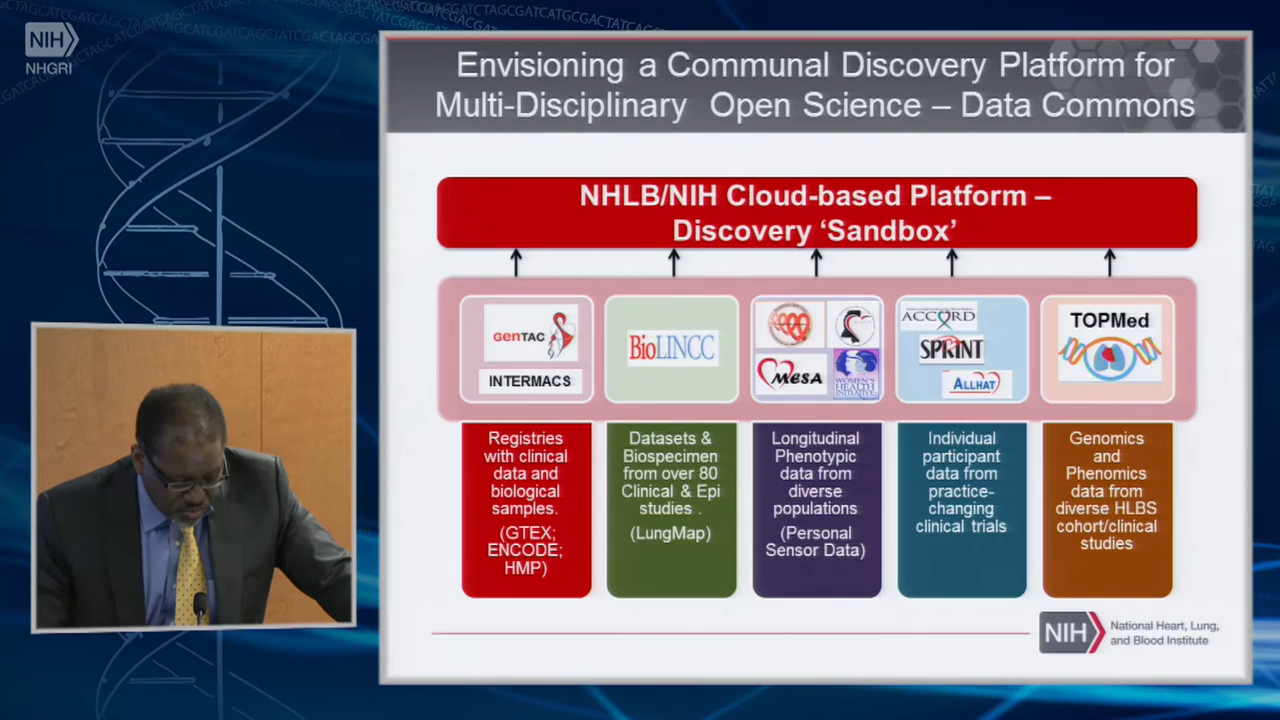 NIH
NHGRI
Envisioning a Communal Discovery Platform for
Multi-Disciplinary Open Science – Data Commons
NHLB/NIH Cloud-based Platform –
Discovery ‘Sandbox’
GenTAC
INTERMACS
BioLINCC
MESA
WOMEN'S
HEALTH
INITIATIVE
ACCORD
SPRINT
ALLHAT
TOPMed
Registries
with clinical
data and
biological
samples.
(GTEX;
ENCODE;
HMP)
Datasets &
Biospecimen
from over 80
Clinical & Epi
studies .
(LungMap)
Longitudinal
Phenotypic
data from
diverse
populations
(Personal
Sensor Data)
Individual
participant
data from
practice-
changing
clinical trials
Genomics
and
Phenomics
data from
diverse HLBS
cohort/clinical
studies
NIH
National Heart, Lung,
and Blood Institute